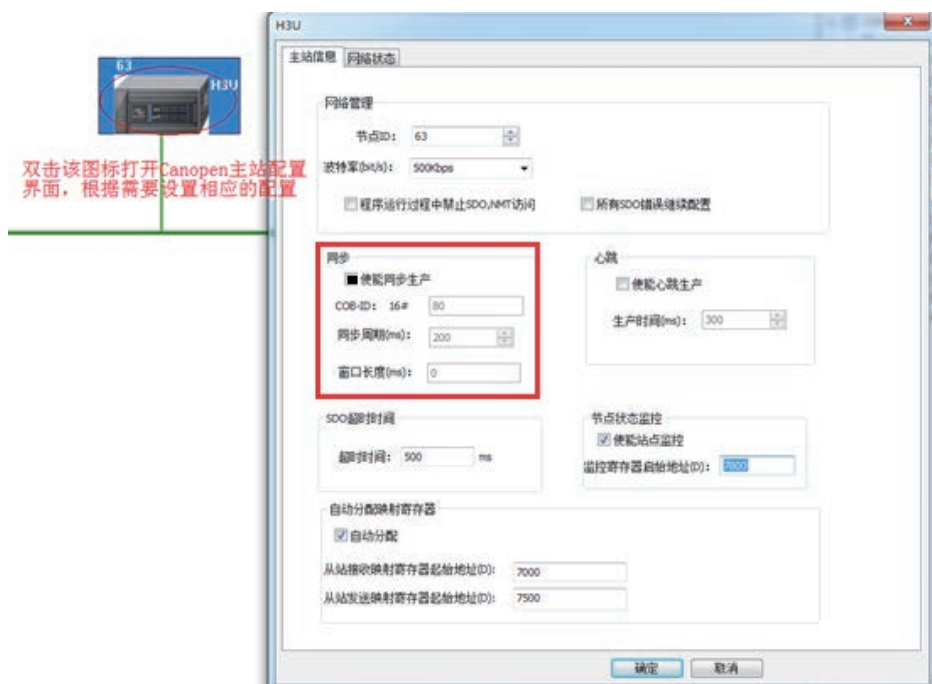 H3U
主站信息 网络状态
63
H3U
双击该图标打开Canopen主站配置
界面，根据需要设置相应的配置
网络管理
节点ID： 63
波特率(bit/s)： 500Kbps
程序运行过程中禁止SDO,NMT访问 所有SDO错误继续配置
同步
使能同步生产
COB-ID： 16# 80
同步周期(ms)： 200
窗口长度(ms)： 0
心跳
使能心跳生产
生产时间(ms)： 300
SDO超时时间
超时时间： 500 ms
节点状态监控
使能站点监控
监控寄存器启始地址(D)： 7800
自动分配映射寄存器
自动分配
从站接收映射寄存器起始地址(D)： 7000
从站发送映射寄存器起始地址(D)： 7500
确定 取消